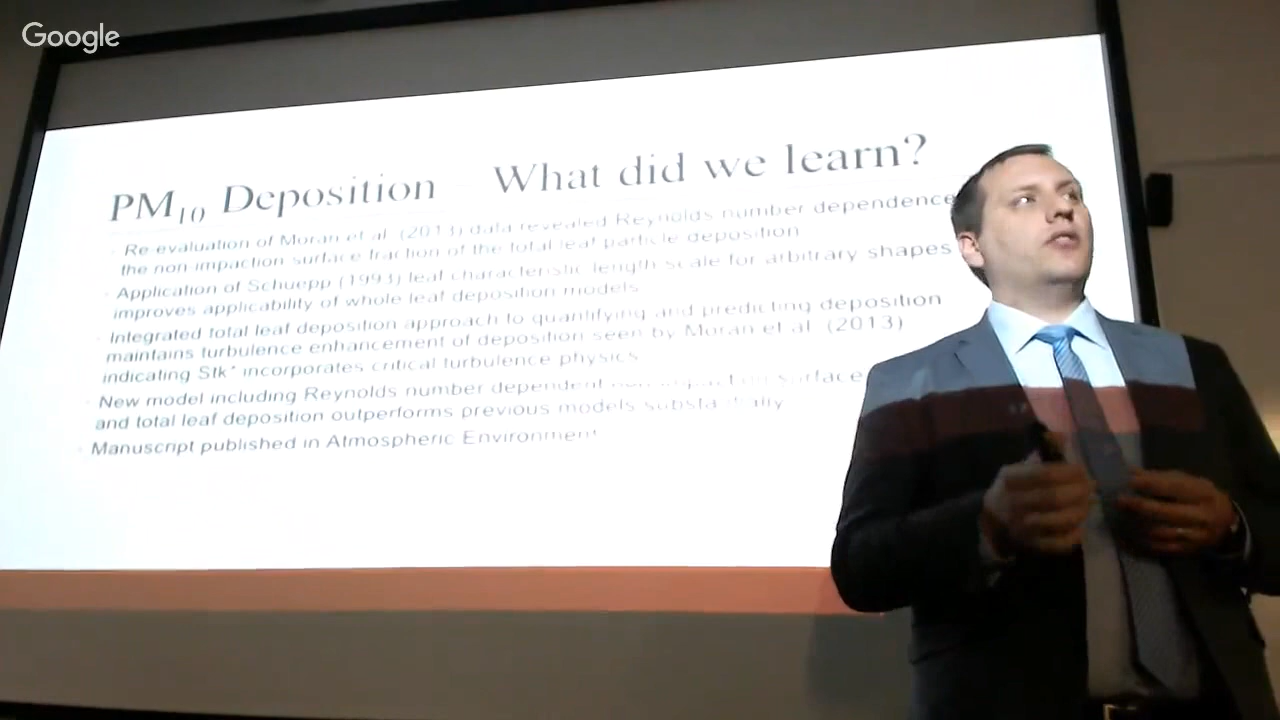 Google
PM10 Deposition – What did we learn?
Re-evaluation of Moran et al. (2013) data revealed Reynolds number dependence
the non-impaction surface fraction of the total leaf particle deposition
Application of Schuepp (1993) leaf characteristic length scale for arbitrary shapes
improves applicability of whole leaf deposition models
Integrated total leaf deposition approach to quantifying and predicting deposition
maintains turbulence enhancement of deposition seen by Moran et al. (2013)
indicating Stk* incorporates critical turbulence physics
New model including Reynolds number dependent non-impaction surface
and total leaf deposition outperforms previous models substantially
Manuscript published in Atmospheric Environment